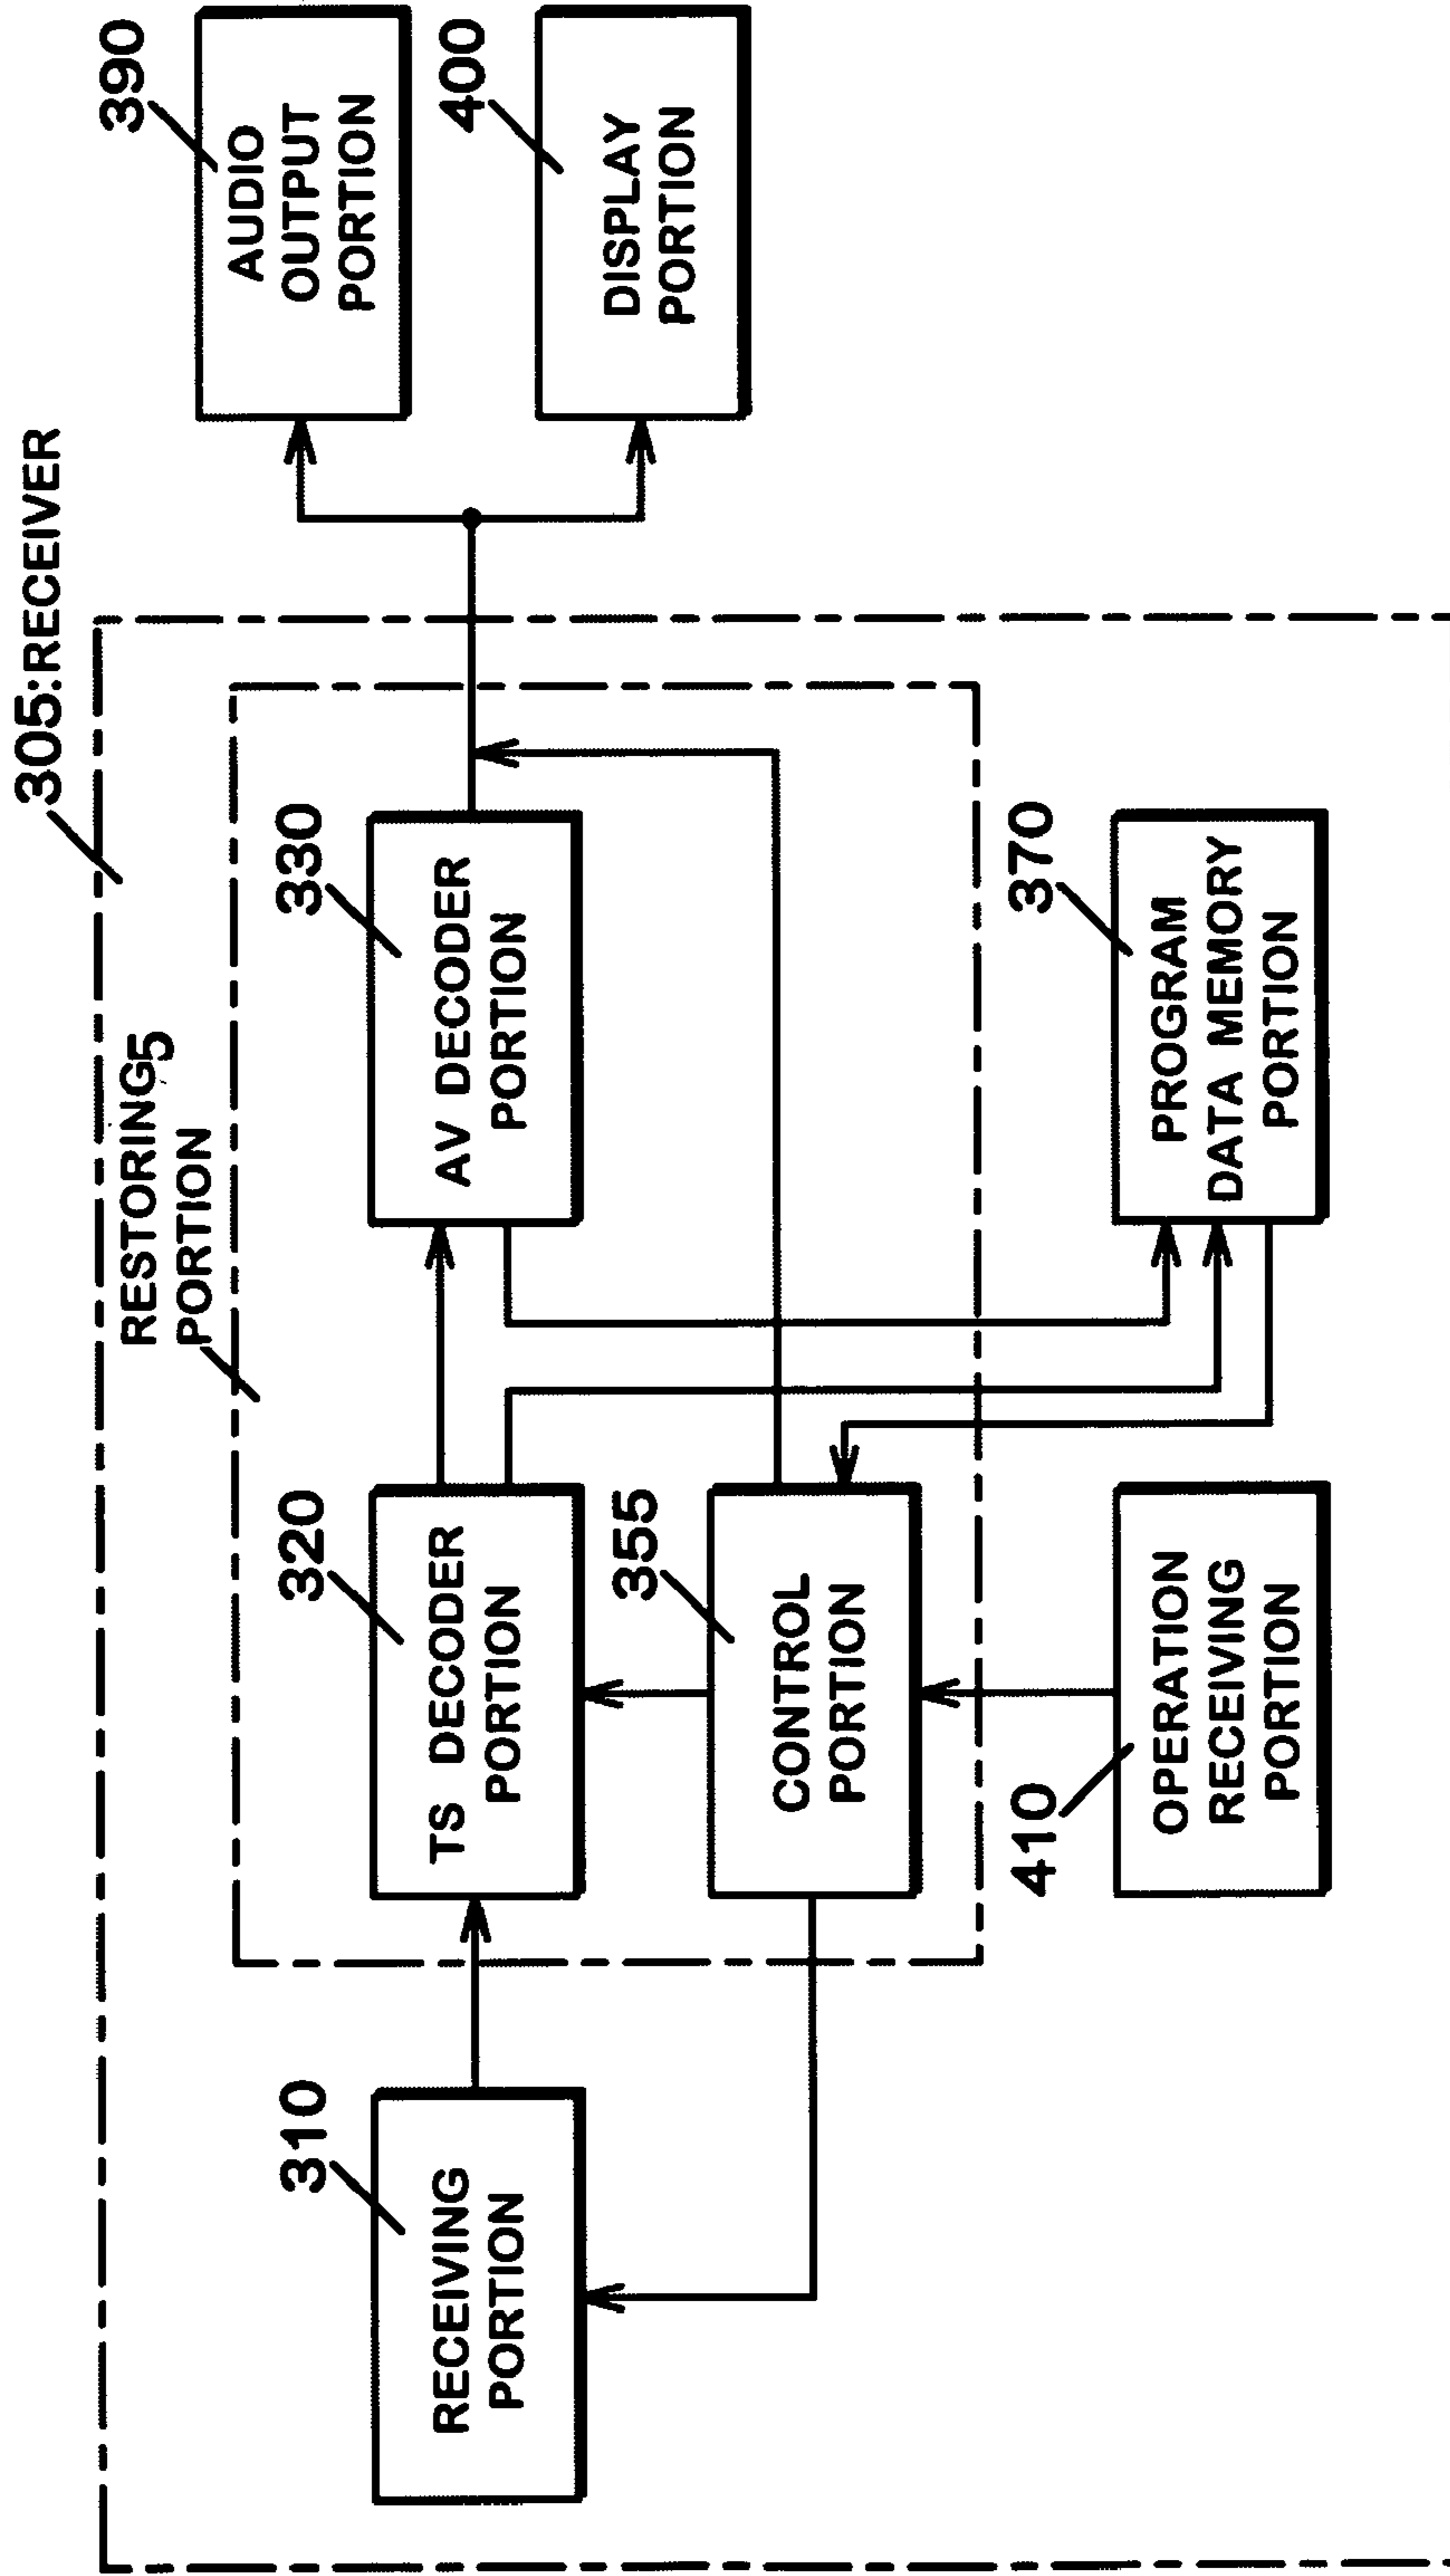 305:RECEIVER
RESTORING 5
PORTION
310
RECEIVING
PORTION
320
TS DECODER
PORTION
330
AV DECODER
PORTION
390
AUDIO
OUTPUT
PORTION
400
DISPLAY
PORTION
355
CONTROL
PORTION
410
OPERATION
RECEIVING
PORTION
370
PROGRAM
DATA MEMORY
PORTION